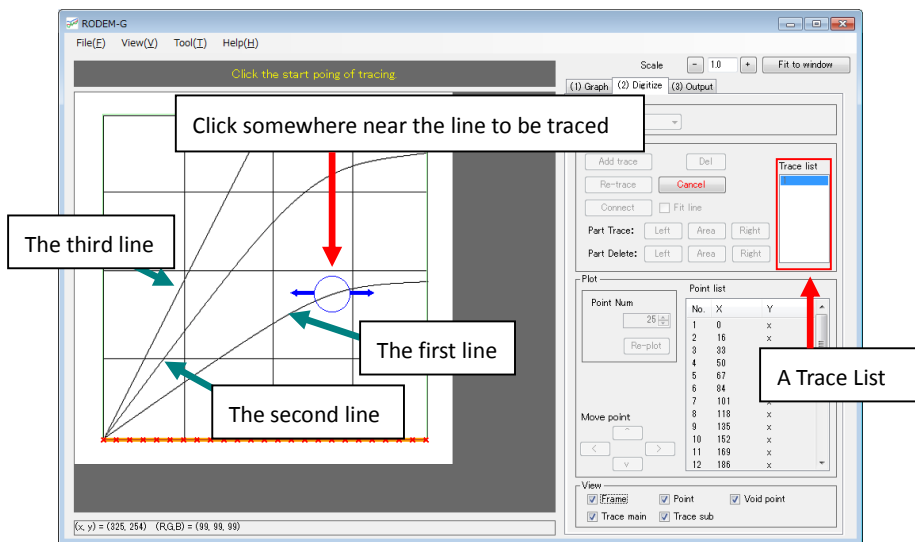 RODEM-G
File(F) View(V) Tool(T) Help(H)
Click the start poing of tracing.
Scale - 1.0 + Fit to window
(1) Graph (2) Digitize (3) Output
Click somewhere near the line to be traced
Add trace Del
Trace list
Re-trace Cancel
Connect Fit line
Part Trace: Left Area Right
Part Delete: Left Area Right
The third line
The first line
The second line
A Trace List
Plot
Point Num
25
Re-plot
Point list
No. X Y
1 0 x
2 16 x
3 33
4 50
5 67
6 84
7 101
8 118 x
9 135 x
10 152 x
11 169 x
12 186 x
Move point
^
< >
v
View
Frame Point Void point
Trace main Trace sub
(x, y) = (325, 254) (R,G,B) = (99, 99, 99)